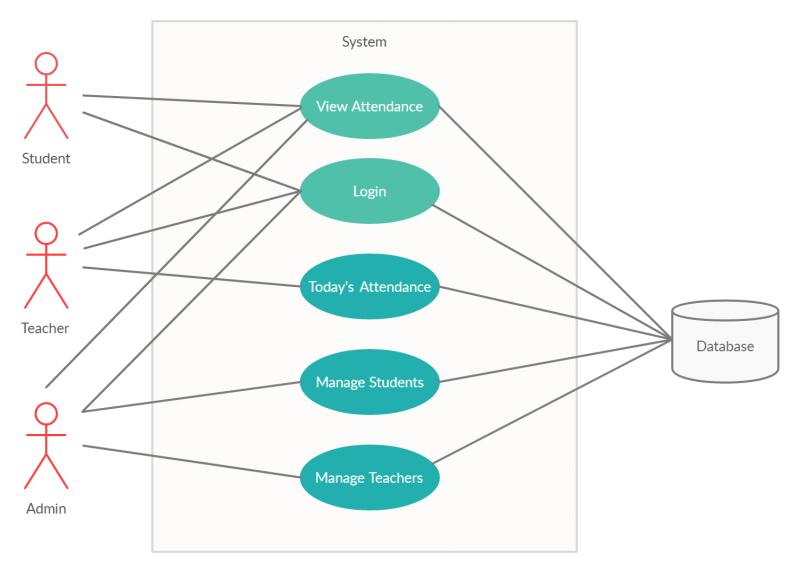 System
View Attendance
Student
Login
Teacher
Today's Attendance
Database
Manage Students
Manage Teachers
Admin